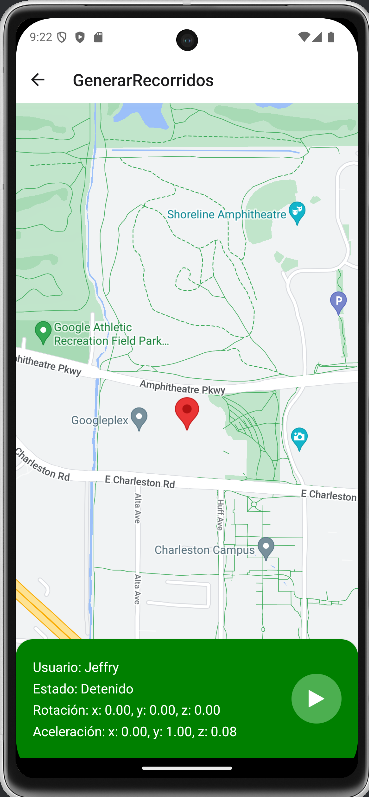 9:22
GenerarRecorridos
Shoreline Amphitheatre
P
Google Athletic
Recreation Field Park...
hitheatre Pkwy
Amphitheatre Pkwy
Googleplex
Charleston Rd
E Charleston Rd
E Charleston
Alta Ave
Huff Ave
Charleston Campus
Alta Ave
Usuario: Jeffry
Estado: Detenido
Rotación: x: 0.00, y: 0.00, z: 0.00
Aceleración: x: 0.00, y: 1.00, z: 0.08